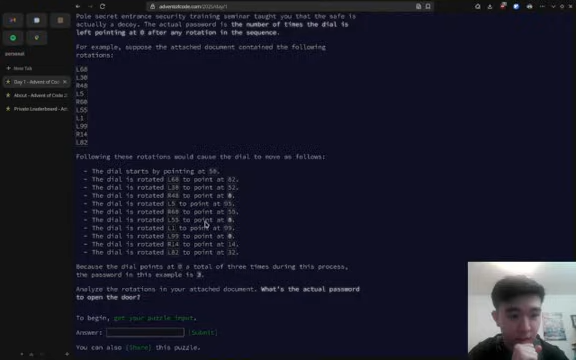 adventofcode.com/2025/day/1
personal
New Tab
Day 1 - Advent of Co
About - Advent of Code 2
Private Leaderboard - Ad
Pole secret entrance security training seminar taught you that the safe is
actually a decoy. The actual password is the number of times the dial is
left pointing at 0 after any rotation in the sequence.
For example, suppose the attached document contained the following
rotations:
L68
L30
R48
L5
R60
L55
L1
L99
R14
L82
Following these rotations would cause the dial to move as follows:
- The dial starts by pointing at 50.
- The dial is rotated L68 to point at 82.
- The dial is rotated L30 to point at 52.
- The dial is rotated R48 to point at 0.
- The dial is rotated L5 to point at 95.
- The dial is rotated R60 to point at 55.
- The dial is rotated L55 to point at 0.
- The dial is rotated L1 to point at 99.
- The dial is rotated L99 to point at 0.
- The dial is rotated R14 to point at 14.
- The dial is rotated L82 to point at 32.
Because the dial points at 0 a total of three times during this process,
the password in this example is 3.
Analyze the rotations in your attached document. What's the actual password
to open the door?
To begin, get your puzzle input.
Answer: [Submit]
You can also [Share] this puzzle.